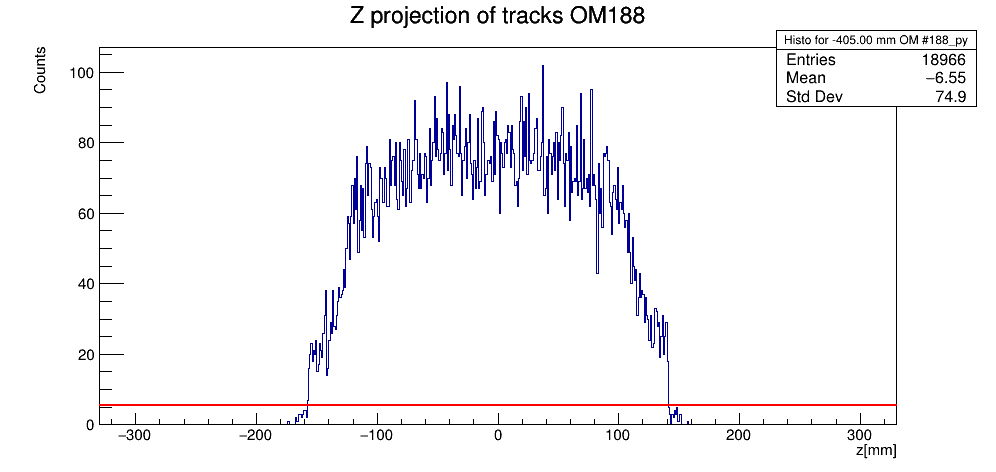 Z projection of tracks OM188
Histo for -405.00 mm OM #188_py
Entries 18966
Mean −6.55
Std Dev 74.9
Counts
100
80
60
40
20
0
−300 −200 −100 0 100 200 300
z[mm]